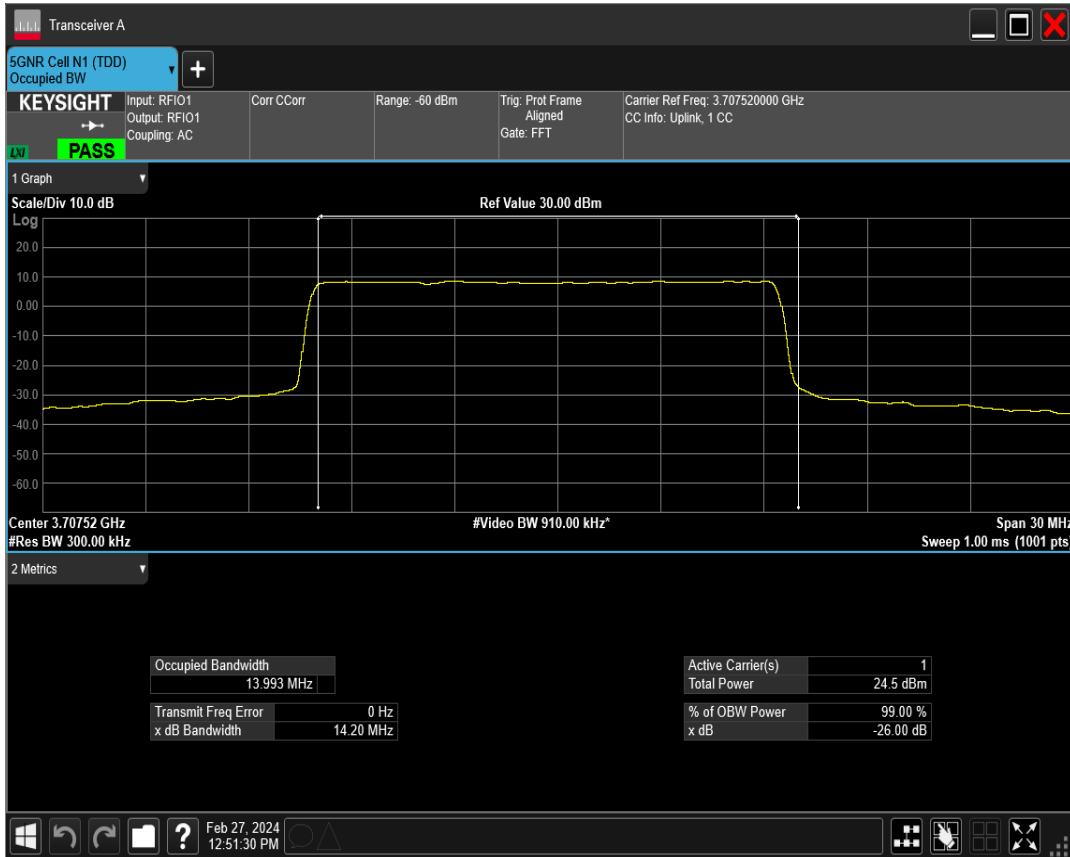 Transceiver A
5GNR Cell N1 (TDD)
Occupied BW
+
KEYSIGHT
LXI
PASS
Input: RFIO1
Output: RFIO1
Coupling: AC
Corr CCorr
Range: -60 dBm
Trig: Prot Frame
Aligned
Gate: FFT
Carrier Ref Freq: 3.707520000 GHz
CC Info: Uplink, 1 CC
1 Graph
Scale/Div 10.0 dB
Ref Value 30.00 dBm
Log
20.0
10.0
0.00
-10.0
-20.0
-30.0
-40.0
-50.0
-60.0
Center 3.70752 GHz
#Video BW 910.00 kHz*
Span 30 MHz
#Res BW 300.00 kHz
Sweep 1.00 ms (1001 pts)
2 Metrics
Occupied Bandwidth
13.993 MHz
Transmit Freq Error 0 Hz
x dB Bandwidth 14.20 MHz
Active Carrier(s) 1
Total Power 24.5 dBm
% of OBW Power 99.00 %
x dB -26.00 dB
?
Feb 27, 2024
12:51:30 PM